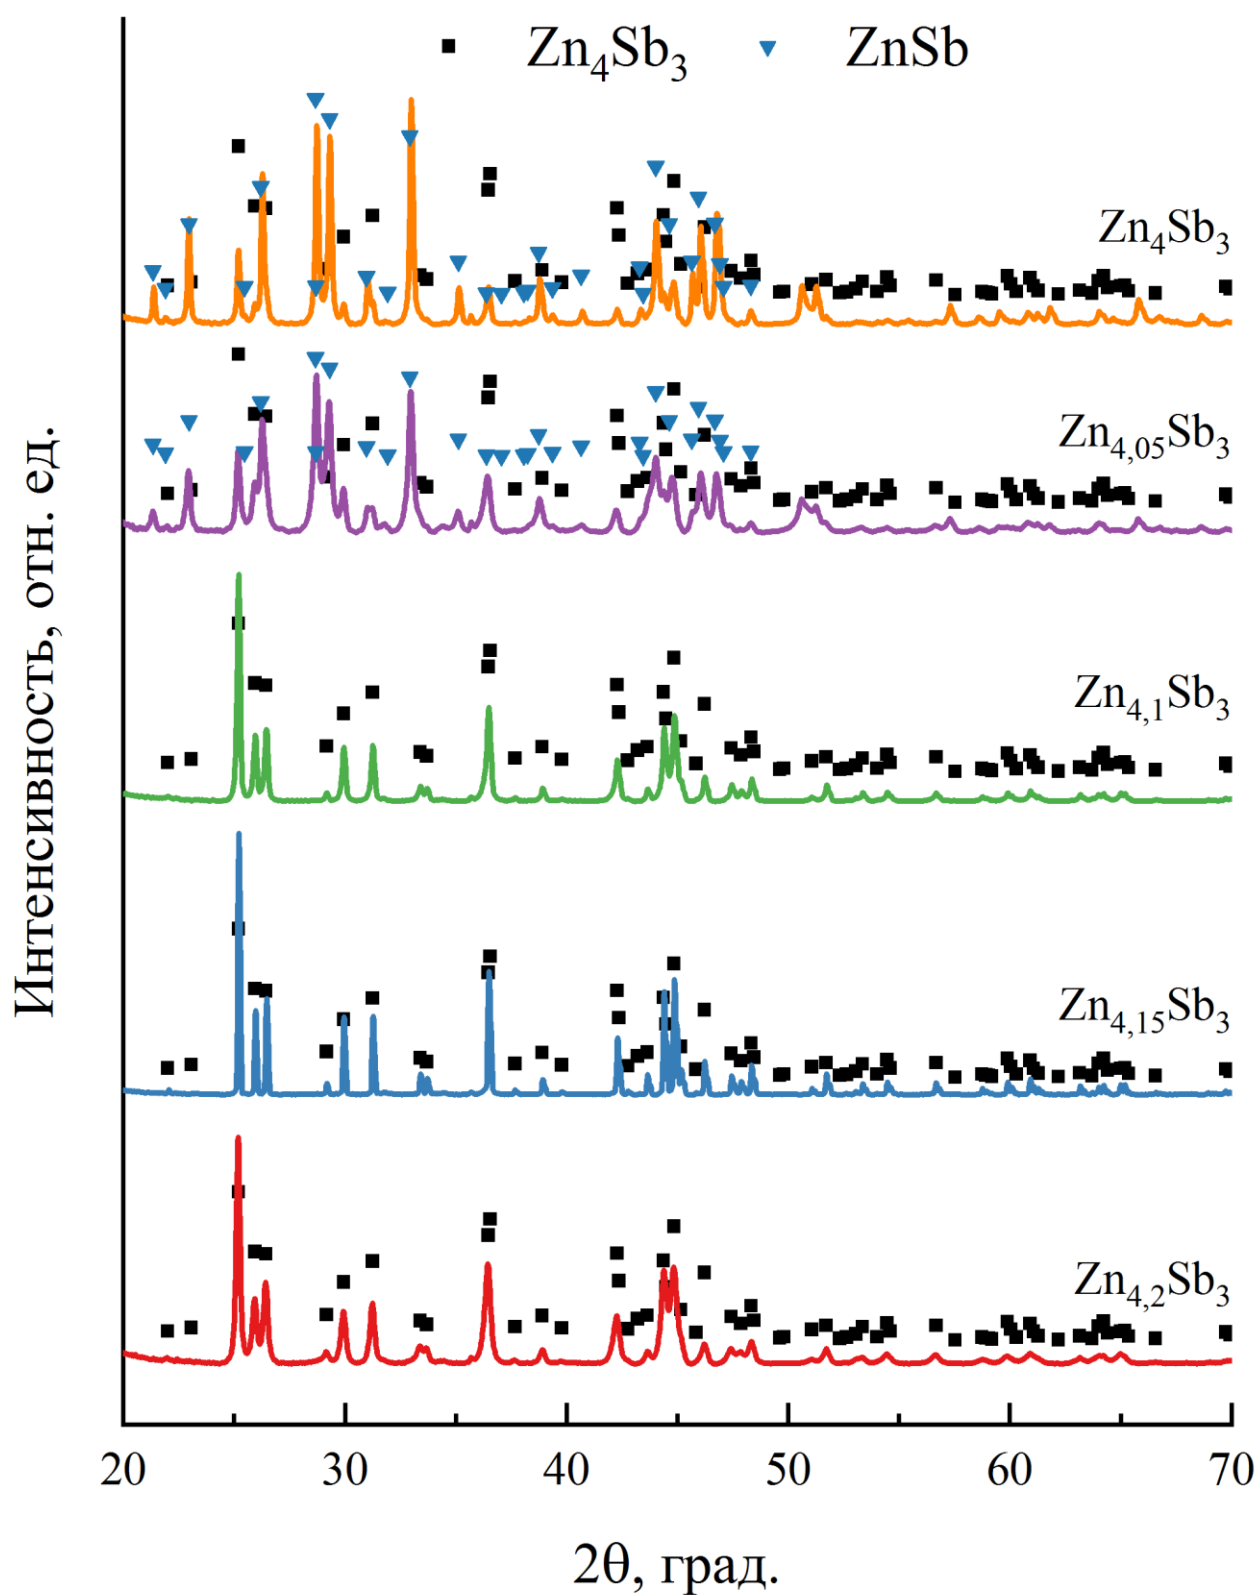 Zn₄Sb₃ ZnSb
Zn₄Sb₃
Zn₄,₀₅Sb₃
Zn₄,₁Sb₃
Zn₄,₁₅Sb₃
Zn₄,₂Sb₃
Интенсивность, отн. ед.
20 30 40 50 60 70
2θ, град.